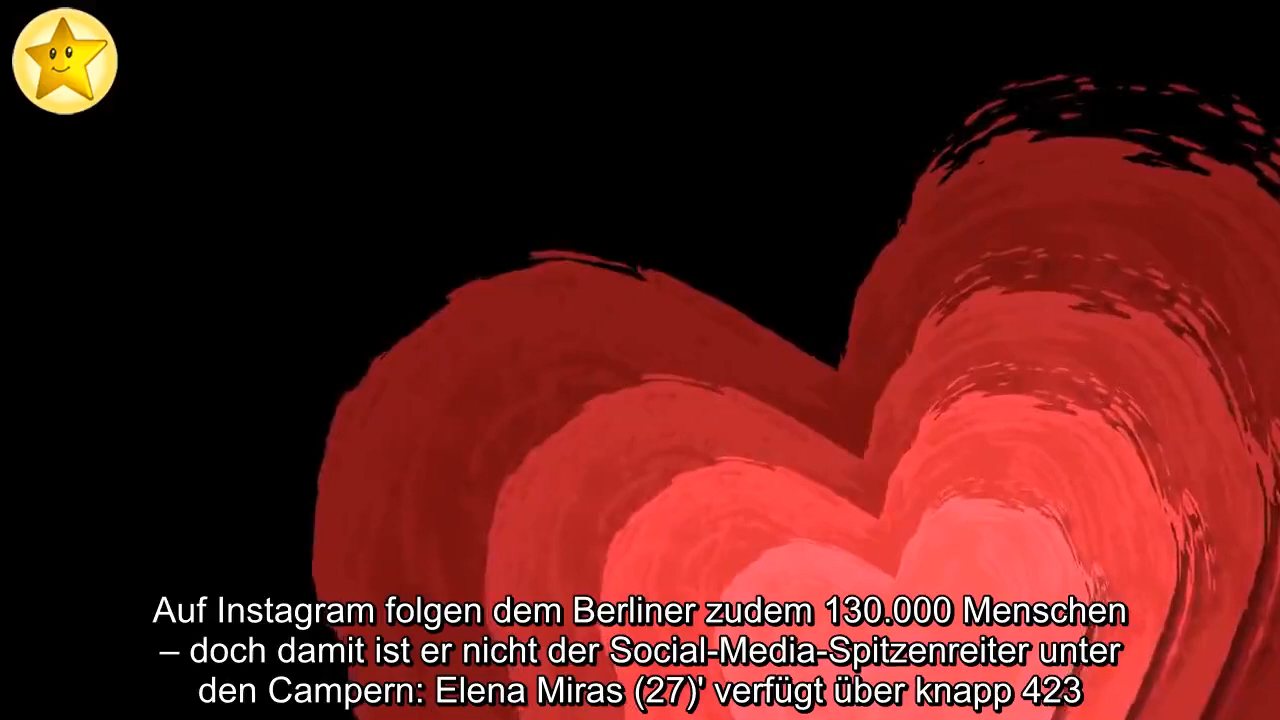 Auf Instagram folgen dem Berliner zudem 130.000 Menschen
– doch damit ist er nicht der Social-Media-Spitzenreiter unter
den Campern: Elena Miras (27)' verfügt über knapp 423